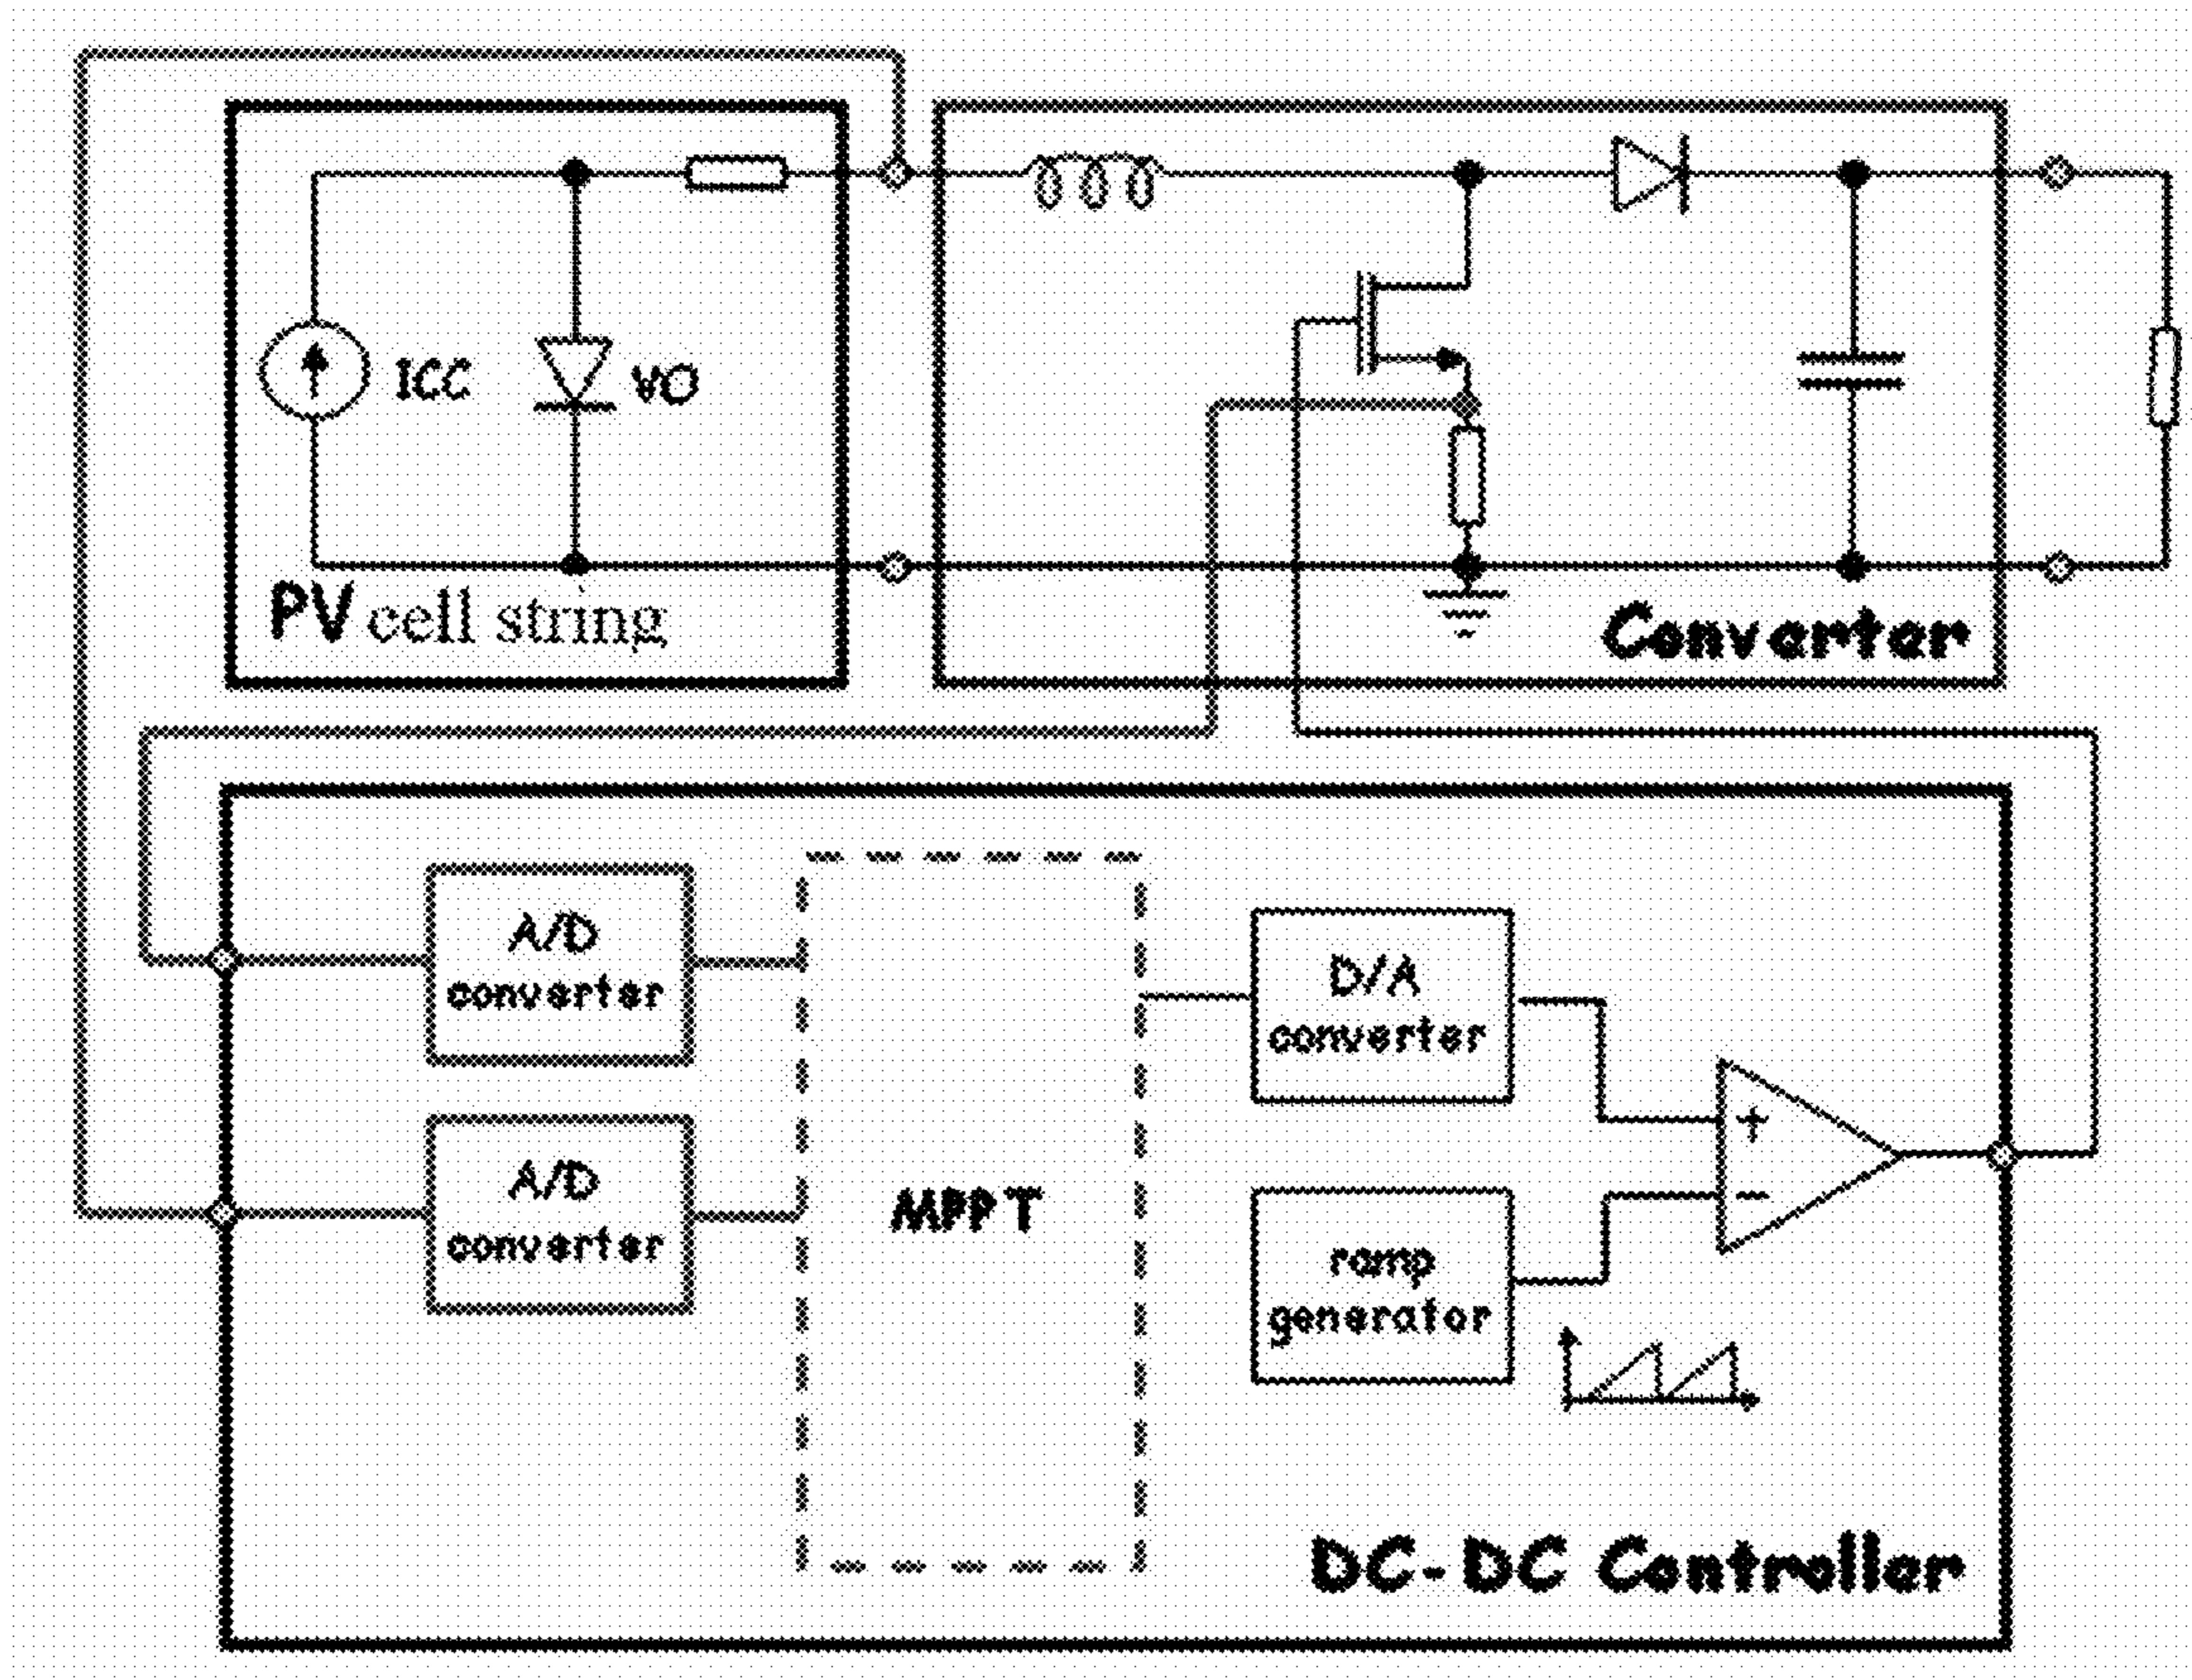 ICC
VO
PV cell string
Converter
A/D
converter
D/A
converter
+
A/D
converter
MPPT
−
ramp
generator
DC-DC Controller